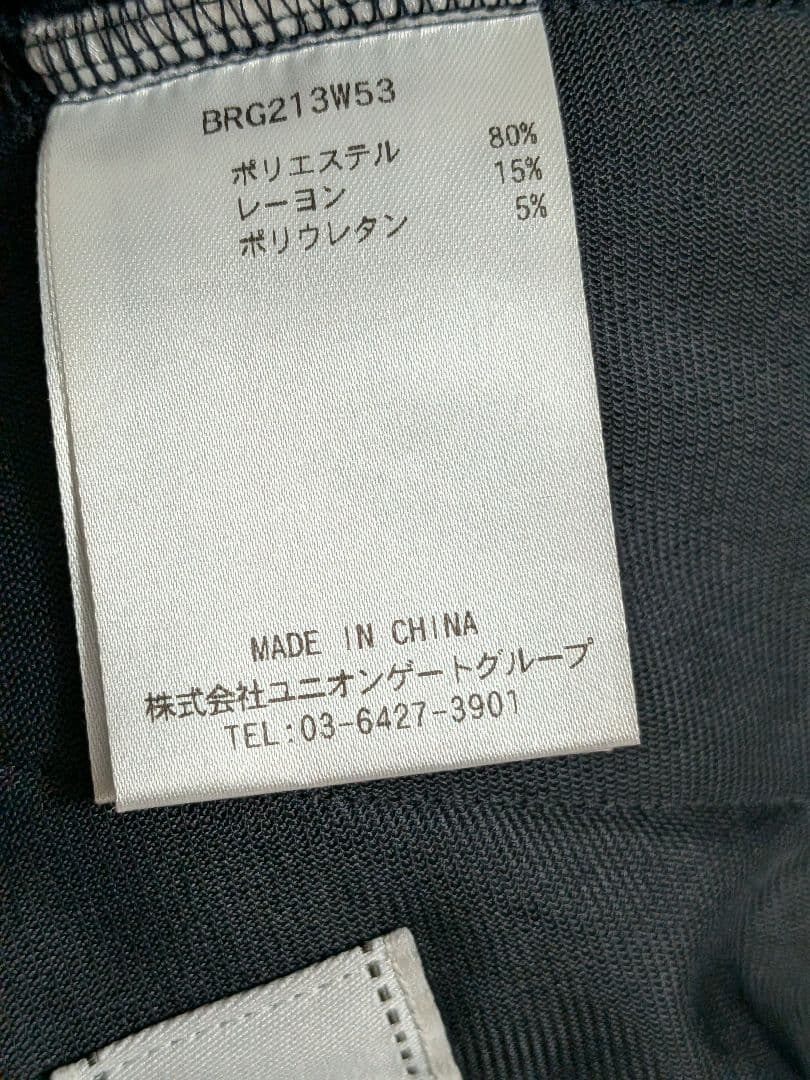 BRG213W53
ポリエステル 80%
レーヨン 15%
ポリウレタン 5%
MADE IN CHINA
株式会社ユニオンゲートグループ
TEL:03-6427-3901